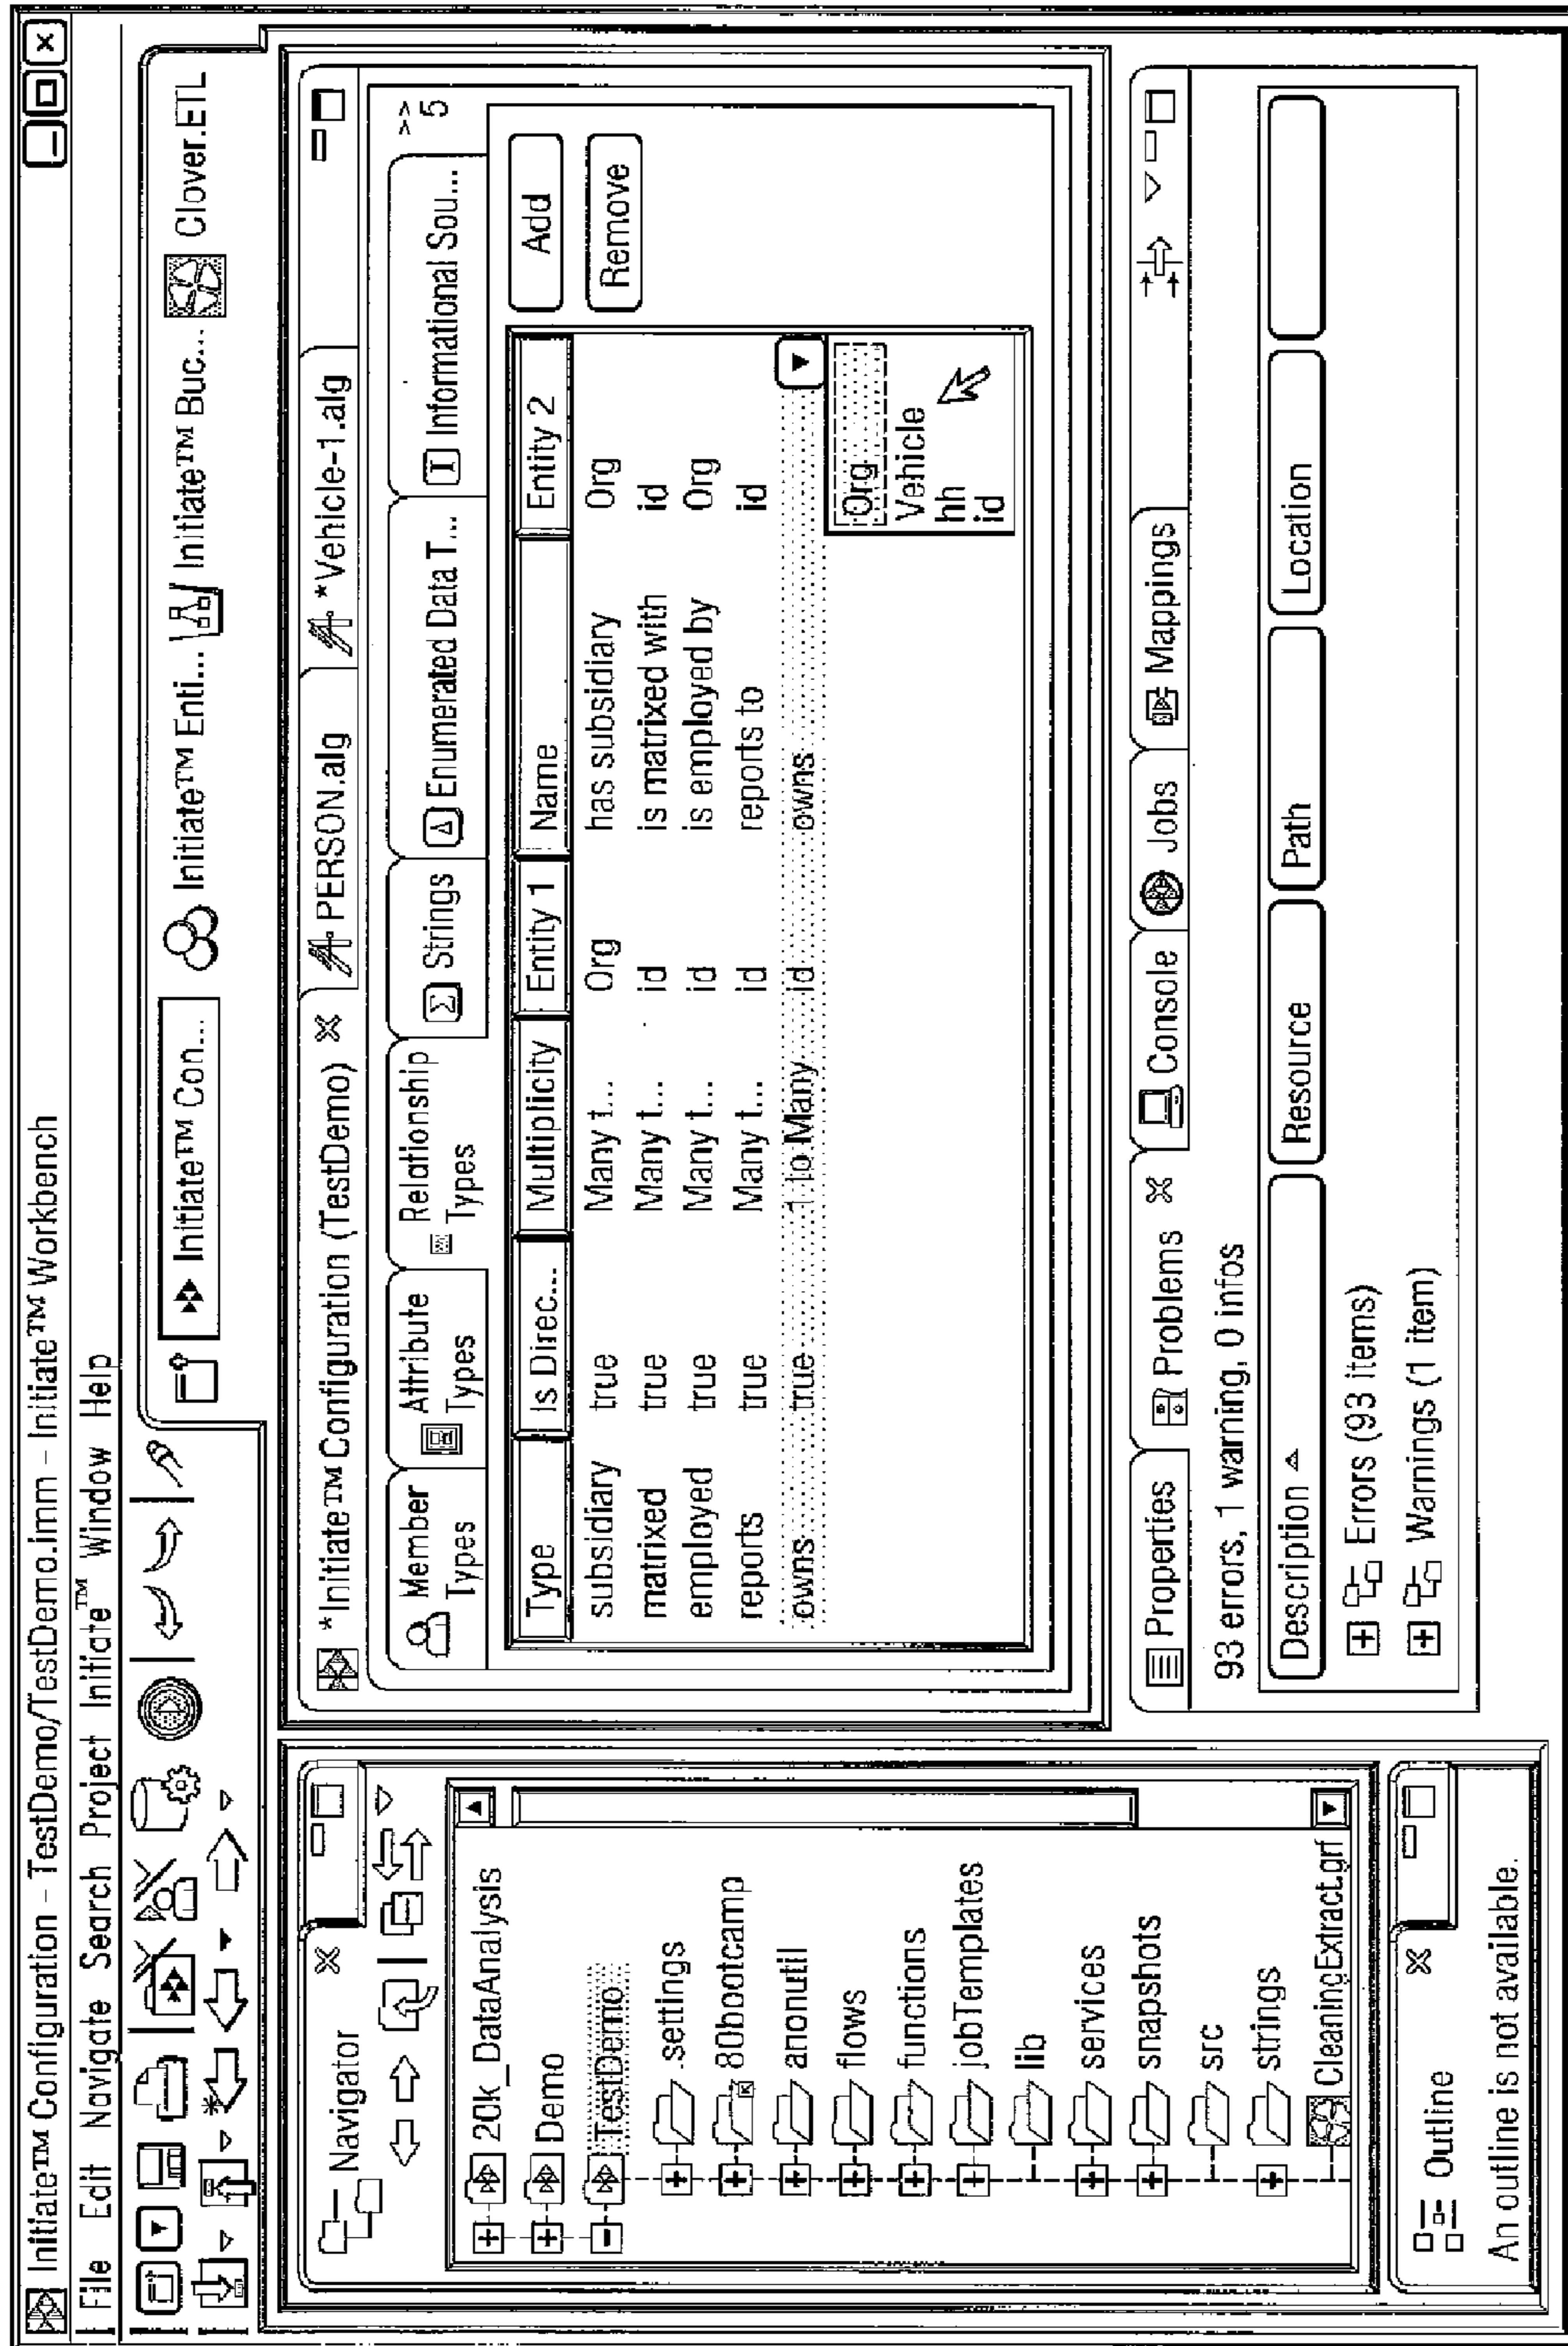 Initiate™ Configuration - TestDemo/TestDemo.imm - Initiate™ Workbench
File Edit Navigate Search Project Initiate™ Window Help
Initiate™ Con... Initiate™ Enti... Initiate™ Buc... Clover.ETL
Navigator
20k_DataAnalysis
Demo
TestDemo
.settings
80bootcamp
anonutil
flows
functions
jobTemplates
lib
services
snapshots
src
strings
CleaningExtract.grf
Outline
An outline is not available.
*Initiate™ Configuration (TestDemo) PERSON.alg *Vehicle-1.alg
Member Types Attribute Types Relationship Types Strings Enumerated Data T... Informational Sou... >> 5
Type Is Direc... Multiplicity Entity 1 Name Entity 2
subsidiary true Many t... Org has subsidiary Org
matrixed true Many t... id is matrixed with id
employed true Many t... id is employed by Org
reports true Many t... id reports to id
owns true 1 to Many id owns
Org
Vehicle
hh
id
Add
Remove
Properties Problems Console Jobs Mappings
93 errors, 1 warning, 0 infos
Description Resource Path Location
Errors (93 items)
Warnings (1 item)